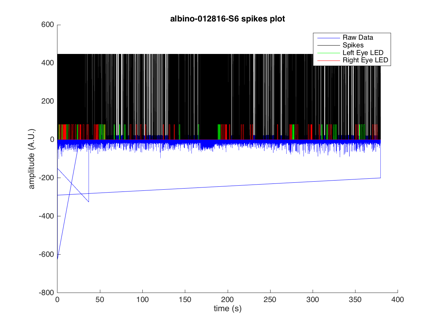 albino-012816-S6 spikes plot
Raw Data
Spikes
Left Eye LED
Right Eye LED
600
400
200
0
-200
-400
-600
-800
amplitude (A.U.)
0 50 100 150 200 250 300 350 400
time (s)